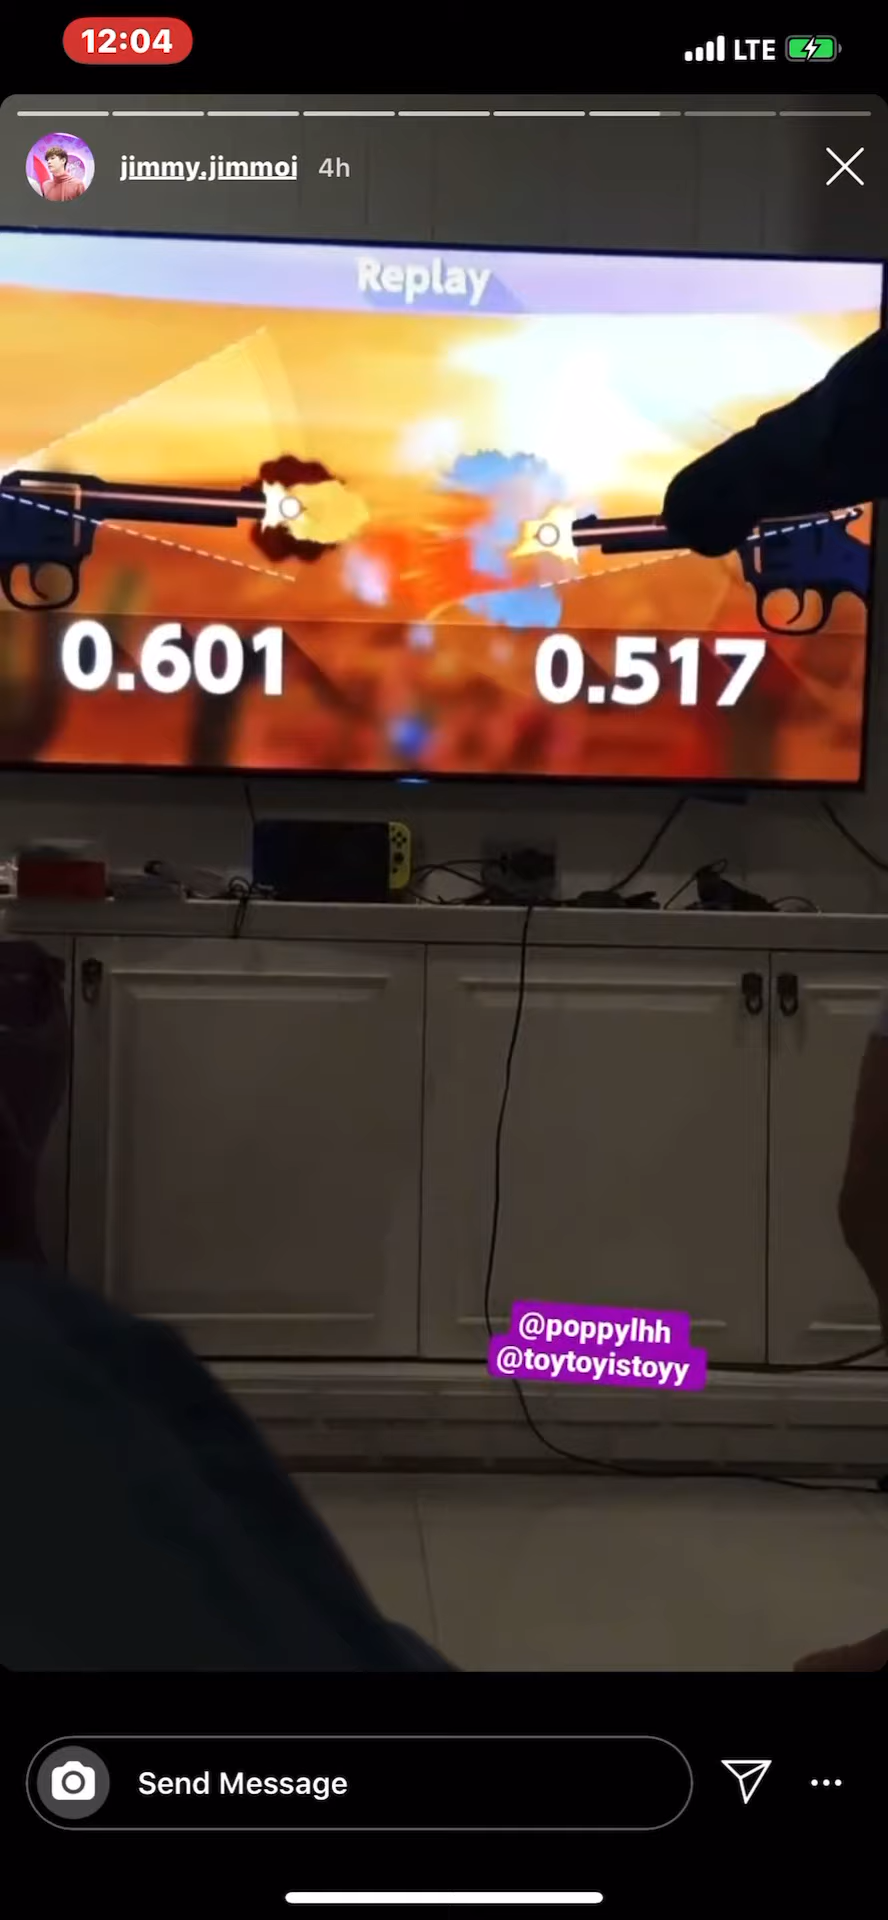 12:04
LTE
jimmy.jimmoi 4h
Replay
0.601 0.517
@poppylhh
@toytoyistoyy
Send Message